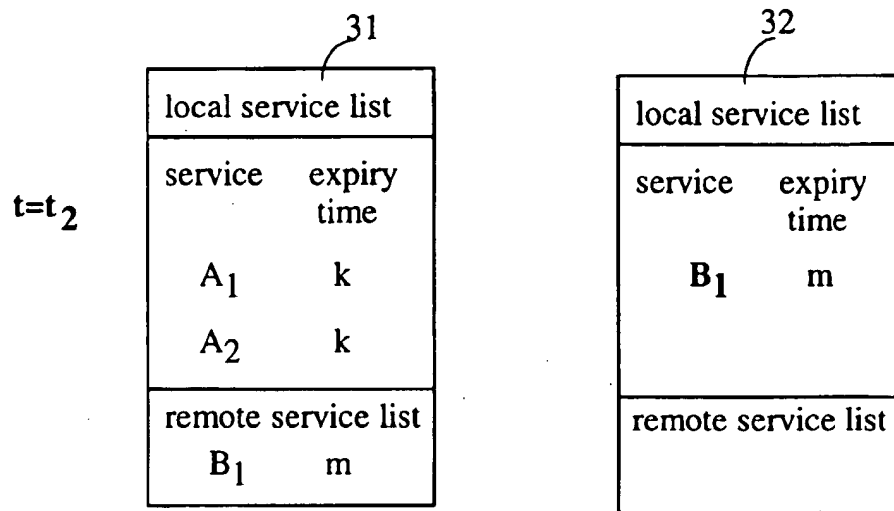 31
local service list
service expiry
time
A1 k
A2 k
remote service list
B1 m
t=t2
32
local service list
service expiry
time
B1 m
remote service list